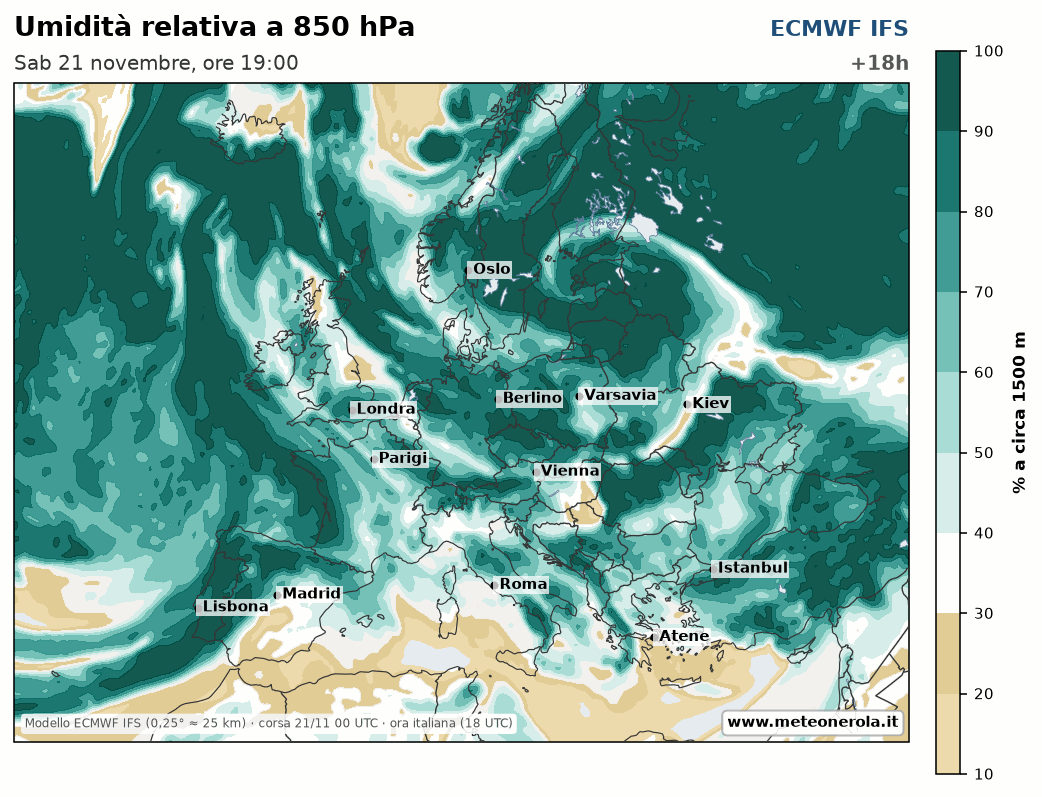 Umidità relativa a 850 hPa
ECMWF IFS
Sab 21 novembre, ore 19:00
+18h
100
90
80
70
60
50
40
30
20
10
% a circa 1500 m
Oslo
Berlino
Varsavia
Kiev
Londra
Parigi
Vienna
Istanbul
Roma
Madrid
Lisbona
Atene
Modello ECMWF IFS (0,25° ≈ 25 km) · corsa 21/11 00 UTC · ora italiana (18 UTC)
www.meteonerola.it